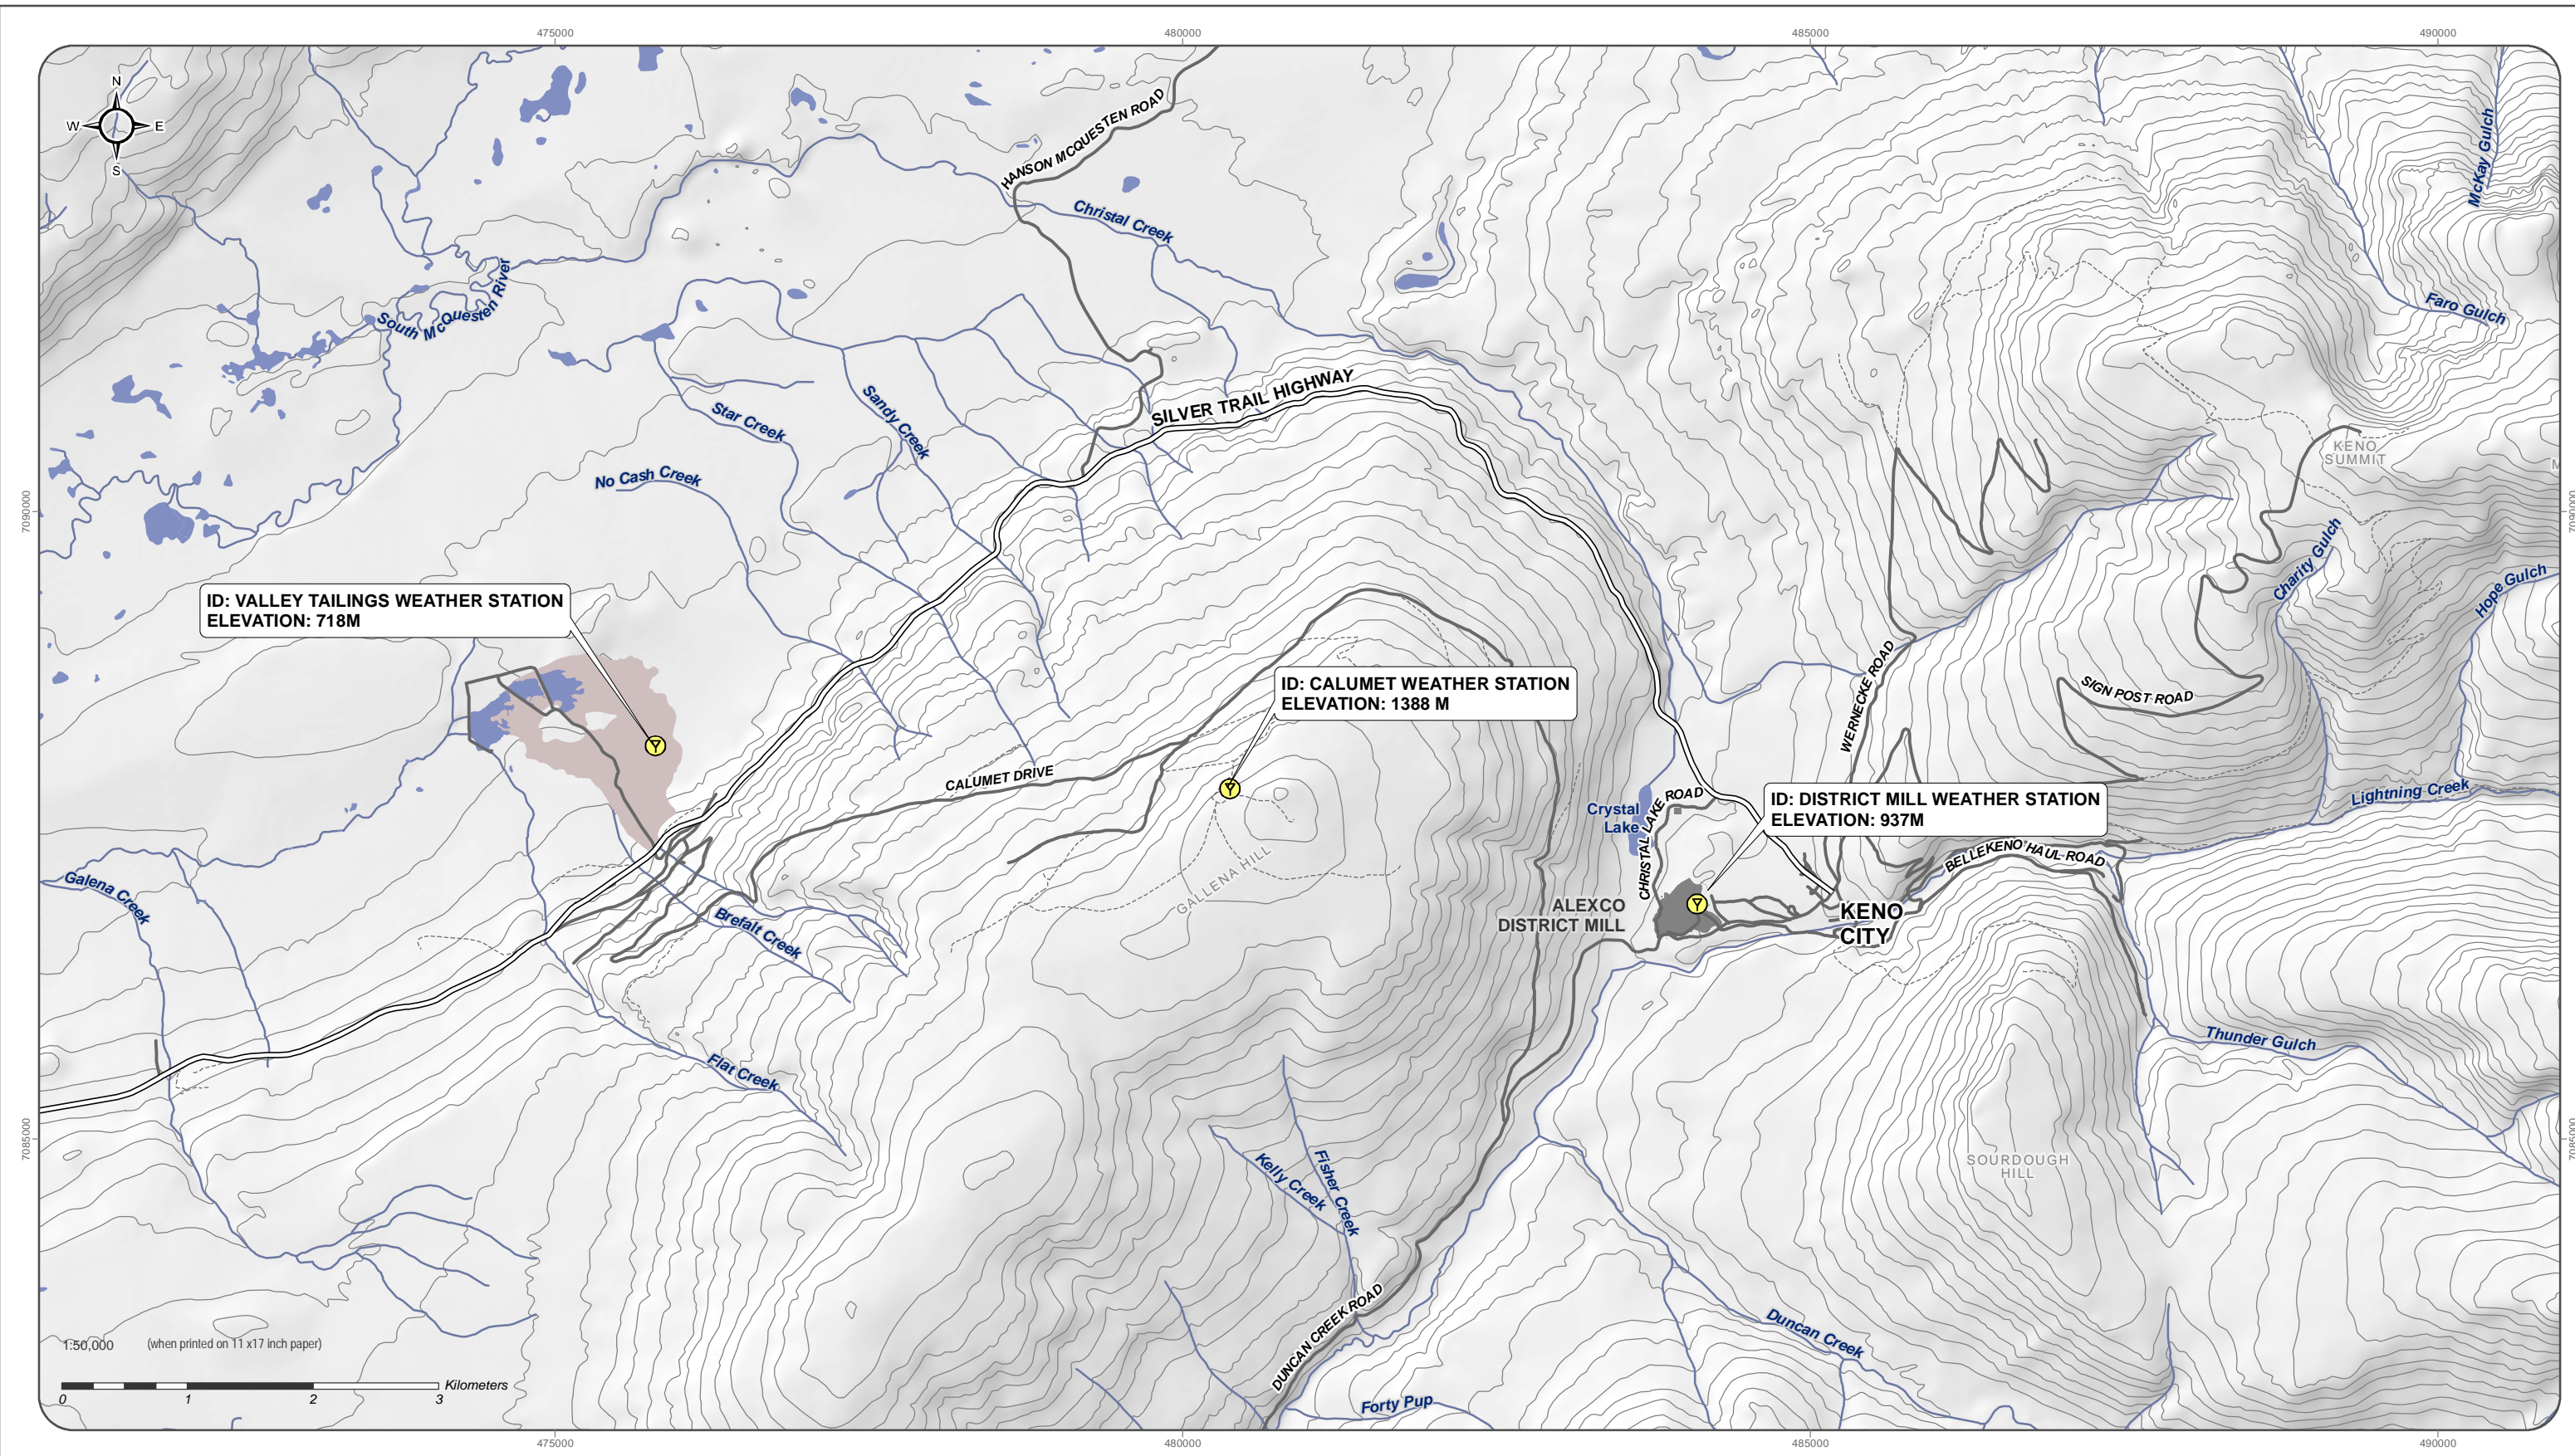 475000
480000
485000
490000
N
W
E
S
HANSON MCQUESTEN ROAD
McKay Gulch
Christal Creek
South McQuesten River
Faro Gulch
SILVER TRAIL HIGHWAY
Star Creek
Sandy Creek
KENO
SUMMIT
M
No Cash Creek
7090000
7090000
Charity Gulch
Hope Gulch
ID: VALLEY TAILINGS WEATHER STATION
ELEVATION: 718M
ID: CALUMET WEATHER STATION
ELEVATION: 1388 M
WERNECKE ROAD
SIGN POST ROAD
CALUMET DRIVE
Crystal
Lake
CHRISTAL LAKE ROAD
ID: DISTRICT MILL WEATHER STATION
ELEVATION: 937M
Lightning Creek
BELLEKENO HAUL ROAD
GALLENA HILL
Galena Creek
ALEXCO
DISTRICT MILL
KENO
CITY
Brefalt Creek
Flat Creek
Thunder Gulch
7085000
7085000
SOURDOUGH
HILL
Kelly Creek
Fisher Creek
DUNCAN CREEK ROAD
Duncan Creek
Forty Pup
1:50,000
(when printed on 11 x17 inch paper)
Kilometers
0
1
2
3
475000
480000
485000
490000